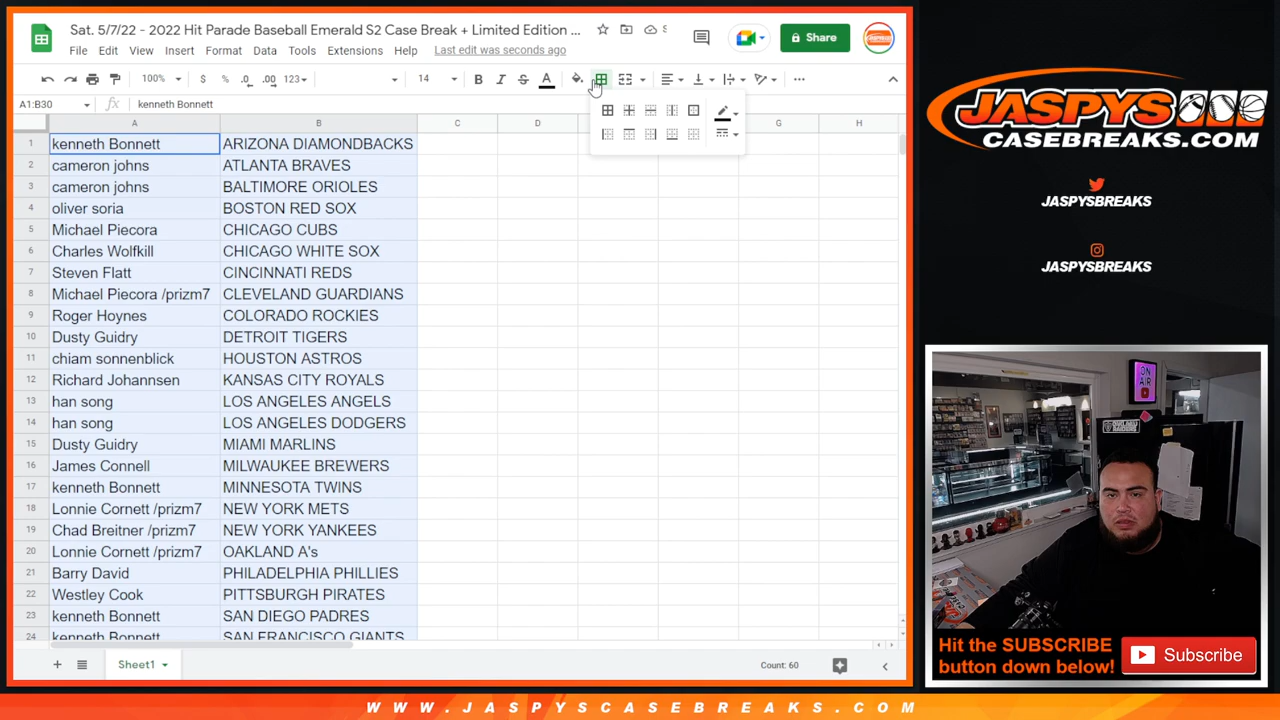 Sat. 5/7/22 - 2022 Hit Parade Baseball Emerald S2 Case Break + Limited Edition ...
File Edit View Insert Format Data Tools Extensions Help Last edit was seconds ago
Share
100% $ % .0 .00 123 14 B I S A
A1:B30 fx kenneth Bonnett
A B C D G H
1 kenneth Bonnett ARIZONA DIAMONDBACKS
2 cameron johns ATLANTA BRAVES
3 cameron johns BALTIMORE ORIOLES
4 oliver soria BOSTON RED SOX
5 Michael Piecora CHICAGO CUBS
6 Charles Wolfkill CHICAGO WHITE SOX
7 Steven Flatt CINCINNATI REDS
8 Michael Piecora /prizm7 CLEVELAND GUARDIANS
9 Roger Hoynes COLORADO ROCKIES
10 Dusty Guidry DETROIT TIGERS
11 chiam sonnenblick HOUSTON ASTROS
12 Richard Johannsen KANSAS CITY ROYALS
13 han song LOS ANGELES ANGELS
14 han song LOS ANGELES DODGERS
15 Dusty Guidry MIAMI MARLINS
16 James Connell MILWAUKEE BREWERS
17 kenneth Bonnett MINNESOTA TWINS
18 Lonnie Cornett /prizm7 NEW YORK METS
19 Chad Breitner /prizm7 NEW YORK YANKEES
20 Lonnie Cornett /prizm7 OAKLAND A's
21 Barry David PHILADELPHIA PHILLIES
22 Westley Cook PITTSBURGH PIRATES
23 kenneth Bonnett SAN DIEGO PADRES
24 kenneth Bonnett SAN FRANCISCO GIANTS
Sheet1
Count: 60
JASPYS
CASEBREAKS.COM
JASPYSBREAKS
JASPYSBREAKS
ON
AIR
Hit the SUBSCRIBE
button down below!
Subscribe
WWW.JASPYSCASEBREAKS.COM